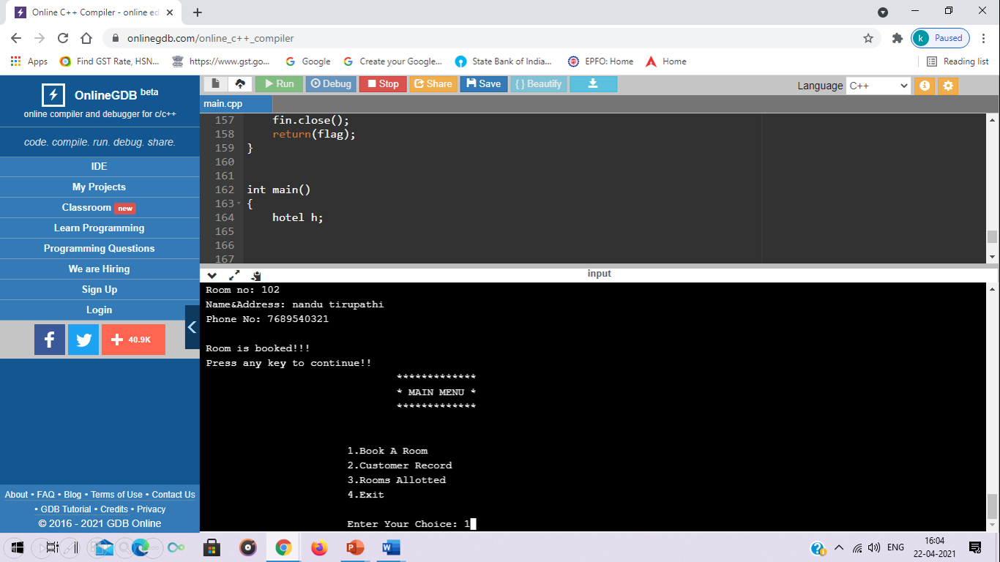 Online C++ Compiler - online ed
onlinegdb.com/online_c++_compiler
k Paused
Apps Find GST Rate, HSN... https://www.gst.go... Google Create your Google... State Bank of India... EPFO: Home Home Reading list
OnlineGDB beta
online compiler and debugger for c/c++
code. compile. run. debug. share.
IDE
My Projects
Classroom new
Learn Programming
Programming Questions
We are Hiring
Sign Up
Login
f + 40.9K
About • FAQ • Blog • Terms of Use • Contact Us
• GDB Tutorial • Credits • Privacy
© 2016 - 2021 GDB Online
Run Debug Stop Share Save { } Beautify Language C++
main.cpp
157 fin.close();
158 return(flag);
159 }
160
161
162 int main()
163 {
164 hotel h;
165
166
167
input
Room no: 102
Name&Address: nandu tirupathi
Phone No: 7689540321
Room is booked!!!
Press any key to continue!!
*************
* MAIN MENU *
*************
1.Book A Room
2.Customer Record
3.Rooms Allotted
4.Exit
Enter Your Choice: 1
ENG 16:04
22-04-2021